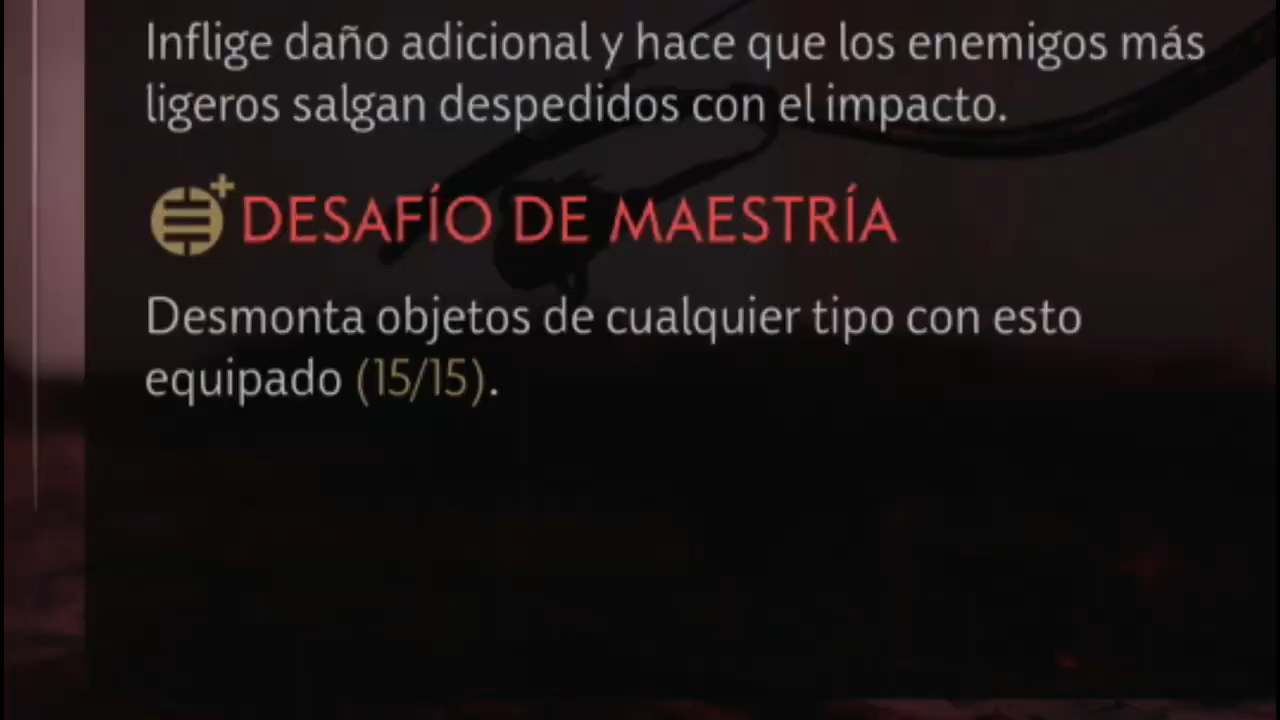 Inflige daño adicional y hace que los enemigos más
ligeros salgan despedidos con el impacto.
DESAFÍO DE MAESTRÍA
Desmonta objetos de cualquier tipo con esto
equipado (15/15).